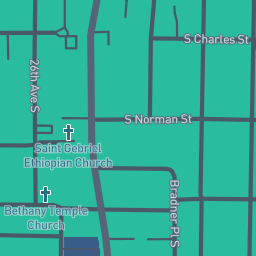 S Charles St
26th Ave S
S Norman St
Saint Gebriel
Ethiopian Church
Bradner Pl S
Bethany Temple
Church